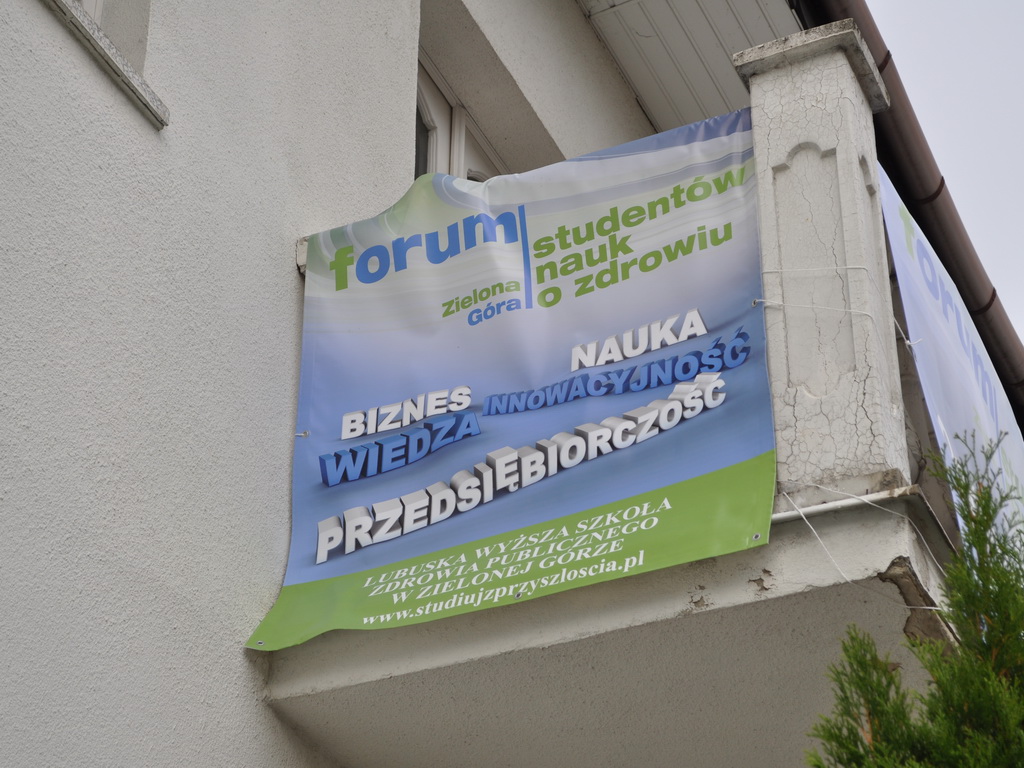 forum
studentów
nauk
o zdrowiu
Zielona
Góra
NAUKA
BIZNES
INNOWACYJNOŚĆ
WIEDZA
PRZEDSIĘBIORCZOŚĆ
LUBUSKA WYŻSZA SZKOŁA
ZDROWIA PUBLICZNEGO
W ZIELONEJ GÓRZE
www.studiujzprzyszloscia.pl
forum